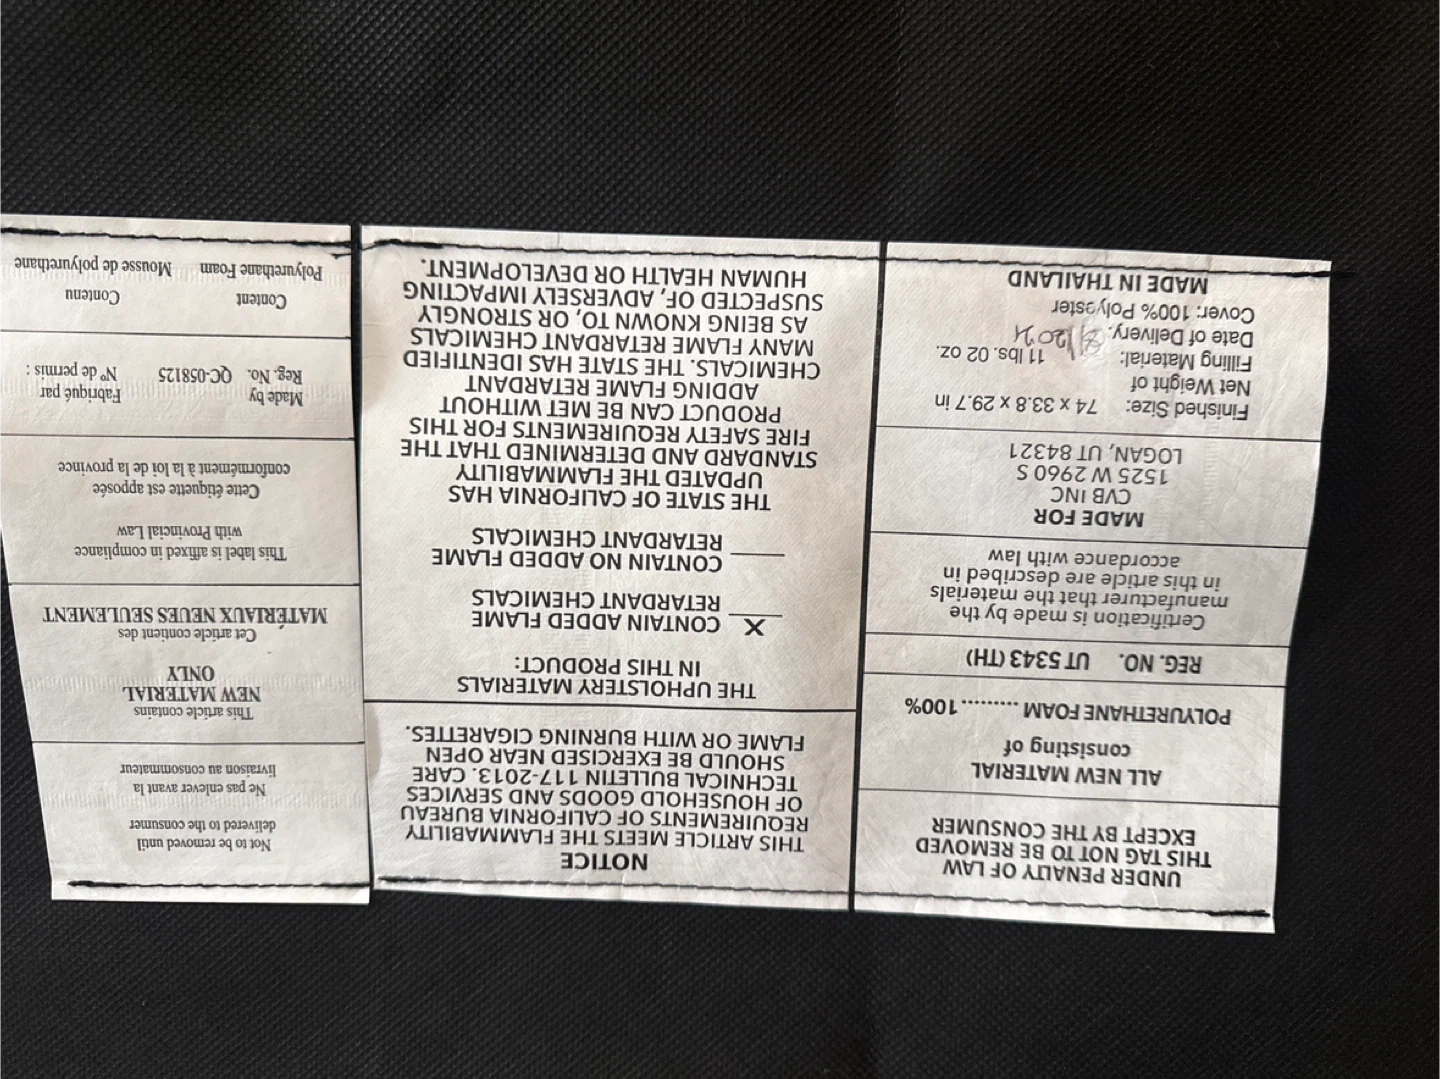 UNDER PENALTY OF LAW
THIS TAG NOT TO BE REMOVED
EXCEPT BY THE CONSUMER
ALL NEW MATERIAL
consisting of
POLYURETHANE FOAM ......... 100%
REG. NO. UT 5343 (TH)
Certification is made by the
manufacturer that the materials
in this article are described in
accordance with law
MADE FOR
CVB INC
1525 W 2960 S
LOGAN, UT 84321
Finished Size: 74 x 33.8 x 29.7 in
Net Weight of
Filling Material: 11 lbs. 02 oz.
Date of Delivery:
Cover: 100% Polyester
MADE IN THAILAND
NOTICE
THIS ARTICLE MEETS THE FLAMMABILITY
REQUIREMENTS OF CALIFORNIA BUREAU
OF HOUSEHOLD GOODS AND SERVICES
TECHNICAL BULLETIN 117-2013. CARE
SHOULD BE EXERCISED NEAR OPEN
FLAME OR WITH BURNING CIGARETTES.
THE UPHOLSTERY MATERIALS
IN THIS PRODUCT:
X CONTAIN ADDED FLAME
RETARDANT CHEMICALS
____ CONTAIN NO ADDED FLAME
RETARDANT CHEMICALS
THE STATE OF CALIFORNIA HAS
UPDATED THE FLAMMABILITY
STANDARD AND DETERMINED THAT THE
FIRE SAFETY REQUIREMENTS FOR THIS
PRODUCT CAN BE MET WITHOUT
ADDING FLAME RETARDANT
CHEMICALS. THE STATE HAS IDENTIFIED
MANY FLAME RETARDANT CHEMICALS
AS BEING KNOWN TO, OR STRONGLY
SUSPECTED OF, ADVERSELY IMPACTING
HUMAN HEALTH OR DEVELOPMENT.
Not to be removed until
delivered to the consumer
Ne pas enlever avant la
livraison au consommateur
This article contains
NEW MATERIAL
ONLY
Cet article contient des
MATÉRIAUX NEUES SEULEMENT
This label is affixed in compliance
with Provincial Law
Cette étiquette est apposée
conformément à la loi de la province
Made by Fabriqué par
Reg. No. QC-058125 Nº de permis :
Content Contenu
Polyurethane Foam Mousse de polyuréthane